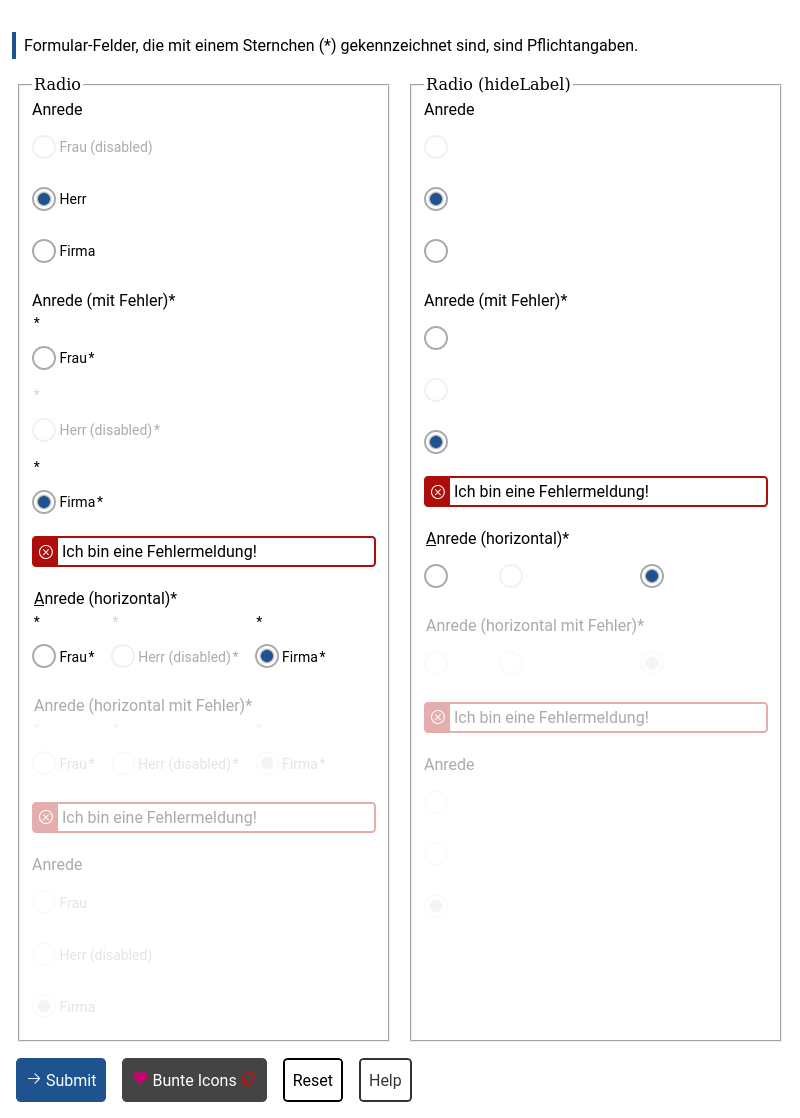 Formular-Felder, die mit einem Sternchen (*) gekennzeichnet sind, sind Pflichtangaben.
Radio
Anrede
Frau (disabled)
Herr
Firma
Anrede (mit Fehler)*
*
Frau*
*
Herr (disabled)*
*
Firma*
Ich bin eine Fehlermeldung!
Anrede (horizontal)*
* * *
Frau* Herr (disabled)* Firma*
Anrede (horizontal mit Fehler)*
* * *
Frau* Herr (disabled)* Firma*
Ich bin eine Fehlermeldung!
Anrede
Frau
Herr (disabled)
Firma
Radio (hideLabel)
Anrede
Anrede (mit Fehler)*
Ich bin eine Fehlermeldung!
Anrede (horizontal)*
Anrede (horizontal mit Fehler)*
Ich bin eine Fehlermeldung!
Anrede
Submit Bunte Icons Reset Help